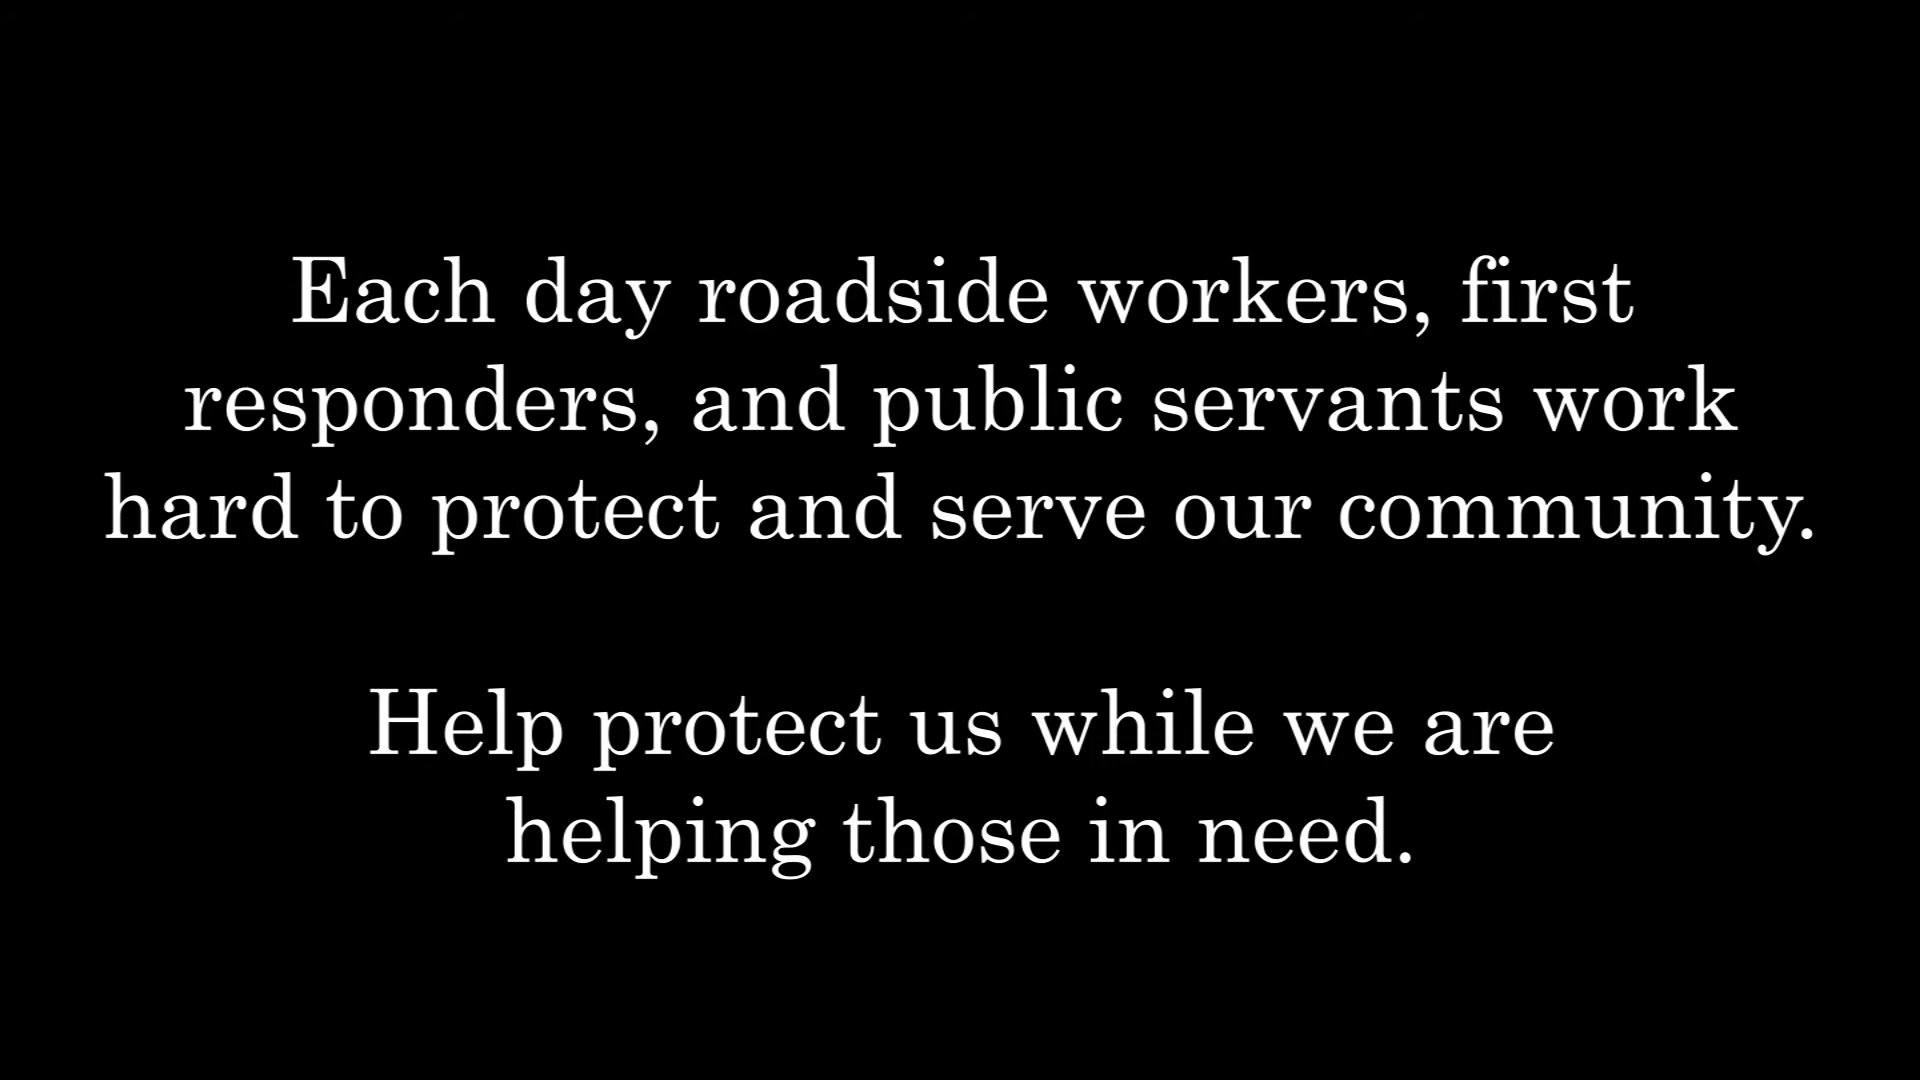 Each day roadside workers, first
responders, and public servants work
hard to protect and serve our community.
Help protect us while we are
helping those in need.